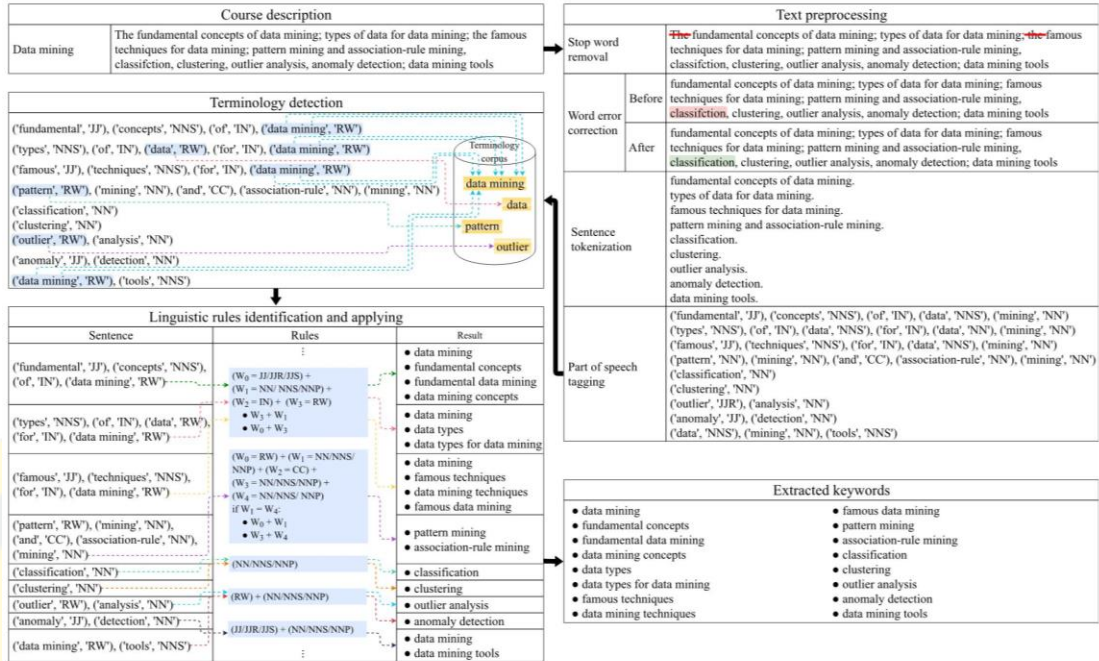 Course description
Data mining
The fundamental concepts of data mining; types of data for data mining; the famous
techniques for data mining; pattern mining and association-rule mining,
classifction, clustering, outlier analysis, anomaly detection; data mining tools
Text preprocessing
Stop word
removal
The fundamental concepts of data mining; types of data for data mining; the famous
techniques for data mining; pattern mining and association-rule mining,
classifction, clustering, outlier analysis, anomaly detection; data mining tools
Word error
correction
Before
fundamental concepts of data mining; types of data for data mining; famous
techniques for data mining; pattern mining and association-rule mining,
classifction, clustering, outlier analysis, anomaly detection; data mining tools
After
fundamental concepts of data mining; types of data for data mining; famous
techniques for data mining; pattern mining and association-rule mining,
classification, clustering, outlier analysis, anomaly detection; data mining tools
Sentence
tokenization
fundamental concepts of data mining.
types of data for data mining.
famous techniques for data mining.
pattern mining and association-rule mining.
classification.
clustering.
outlier analysis.
anomaly detection.
data mining tools.
Part of speech
tagging
('fundamental', 'JJ'), ('concepts', 'NNS'), ('of', 'IN'), ('data', 'NNS'), ('mining', 'NN')
('types', 'NNS'), ('of', 'IN'), ('data', 'NNS'), ('for', 'IN'), ('data', 'NN'), ('mining', 'NN')
('famous', 'JJ'), ('techniques', 'NNS'), ('for', 'IN'), ('data', 'NNS'), ('mining', 'NN')
('pattern', 'NN'), ('mining', 'NN'), ('and', 'CC'), ('association-rule', 'NN'), ('mining', 'NN')
('classification', 'NN')
('clustering', 'NN')
('outlier', 'JJR'), ('analysis', 'NN')
('anomaly', 'JJ'), ('detection', 'NN')
('data', 'NNS'), ('mining', 'NN'), ('tools', 'NNS')
Terminology detection
('fundamental', 'JJ'), ('concepts', 'NNS'), ('of', 'IN'), ('data mining', 'RW')
('types', 'NNS'), ('of', 'IN'), ('data', 'RW'), ('for', 'IN'), ('data mining', 'RW')
('famous', 'JJ'), ('techniques', 'NNS'), ('for', 'IN'), ('data mining', 'RW')
('pattern', 'RW'), ('mining', 'NN'), ('and', 'CC'), ('association-rule', 'NN'), ('mining', 'NN')
('classification', 'NN')
('clustering', 'NN')
('outlier', 'RW'), ('analysis', 'NN')
('anomaly', 'JJ'), ('detection', 'NN')
('data mining', 'RW'), ('tools', 'NNS')
Terminology
corpus
data mining
data
pattern
outlier
Linguistic rules identification and applying
Sentence
Rules
Result
('fundamental', 'JJ'), ('concepts', 'NNS'),
('of', 'IN'), ('data mining', 'RW')
('types', 'NNS'), ('of', 'IN'), ('data', 'RW'),
('for', 'IN'), ('data mining', 'RW')
('famous', 'JJ'), ('techniques', 'NNS'),
('for', 'IN'), ('data mining', 'RW')
('pattern', 'RW'), ('mining', 'NN'),
('and', 'CC'), ('association-rule', 'NN'),
('mining', 'NN')
('classification', 'NN')
('clustering', 'NN')
('outlier', 'RW'), ('analysis', 'NN')
('anomaly', 'JJ'), ('detection', 'NN')
('data mining', 'RW'), ('tools', 'NNS')
⋮
(W₀ = JJ/JJR/JJS) +
(W₁ = NN/ NNS/NNP) +
(W₂ = IN) + (W₃ = RW)
● W₃ + W₁
● W₀ + W₃
(W₀ = RW) + (W₁ = NN/NNS/
NNP) + (W₂ = CC) +
(W₃ = NN/NNS/NNP) +
(W₄ = NN/NNS/ NNP)
if W₁ = W₄:
● W₀ + W₁
● W₃ + W₄
(NN/NNS/NNP)
(RW) + (NN/NNS/NNP)
(JJ/JJR/JJS) + (NN/NNS/NNP)
⋮
● data mining
● fundamental concepts
● fundamental data mining
● data mining concepts
● data mining
● data types
● data types for data mining
● data mining
● famous techniques
● data mining techniques
● famous data mining
● pattern mining
● association-rule mining
● classification
● clustering
● outlier analysis
● anomaly detection
● data mining
● data mining tools
Extracted keywords
● data mining
● fundamental concepts
● fundamental data mining
● data mining concepts
● data types
● data types for data mining
● famous techniques
● data mining techniques
● famous data mining
● pattern mining
● association-rule mining
● classification
● clustering
● outlier analysis
● anomaly detection
● data mining tools